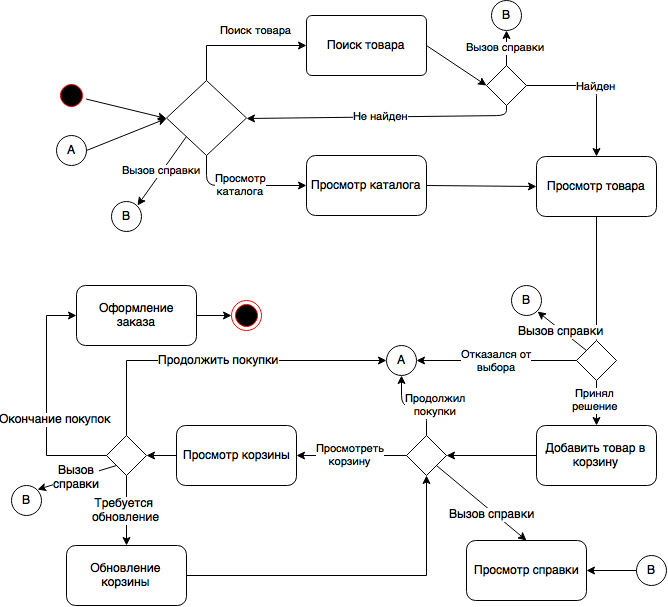 B
Поиск товара
Поиск товара
Вызов справки
Найден
A
Не найден
Вызов справки
Просмотр
каталога
Просмотр каталога
Просмотр товара
B
Оформление
заказа
B
Вызов справки
Продолжить покупки
A
Отказался от
выбора
Принял
решение
Продолжил
покупки
Окончание покупок
Просмотр корзины
Просмотреть
корзину
Добавить товар в
корзину
Вызов
справки
B
Требуется
обновление
Вызов справки
Обновление
корзины
Просмотр справки
B